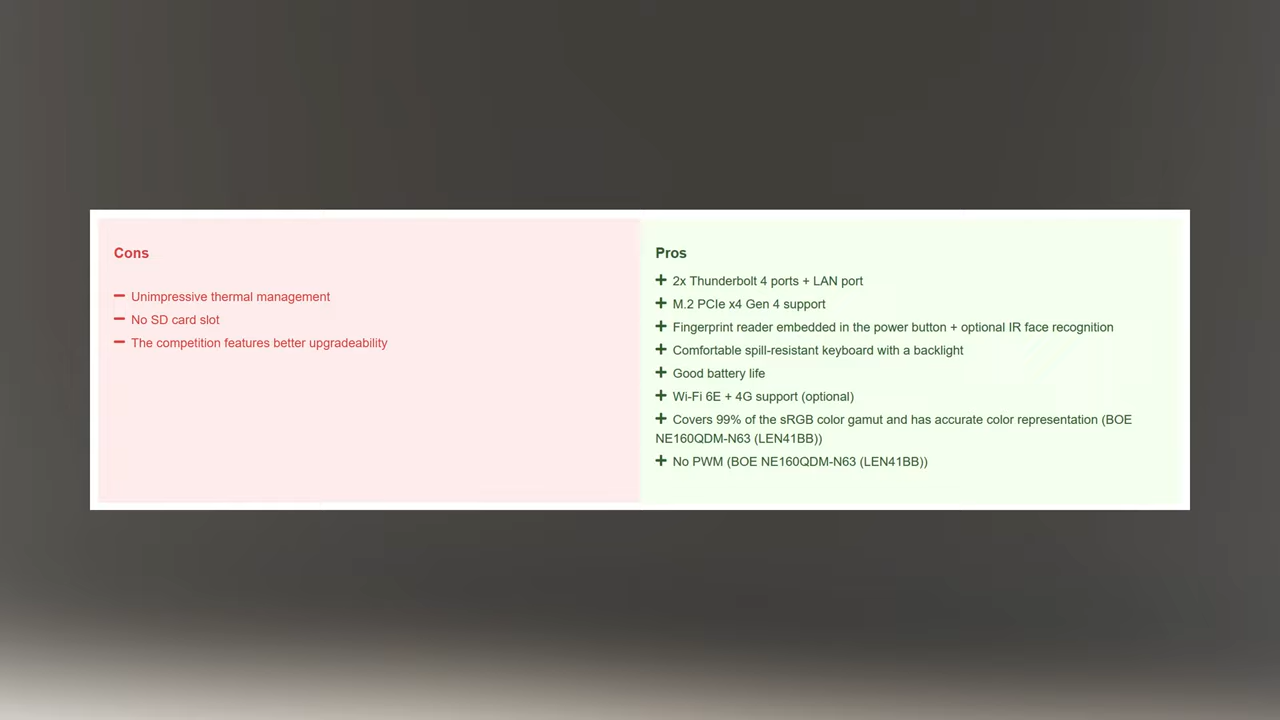 Cons
Unimpressive thermal management
No SD card slot
The competition features better upgradeability
Pros
2x Thunderbolt 4 ports + LAN port
M.2 PCIe x4 Gen 4 support
Fingerprint reader embedded in the power button + optional IR face recognition
Comfortable spill-resistant keyboard with a backlight
Good battery life
Wi-Fi 6E + 4G support (optional)
Covers 99% of the sRGB color gamut and has accurate color representation (BOE
NE160QDM-N63 (LEN41BB))
No PWM (BOE NE160QDM-N63 (LEN41BB))